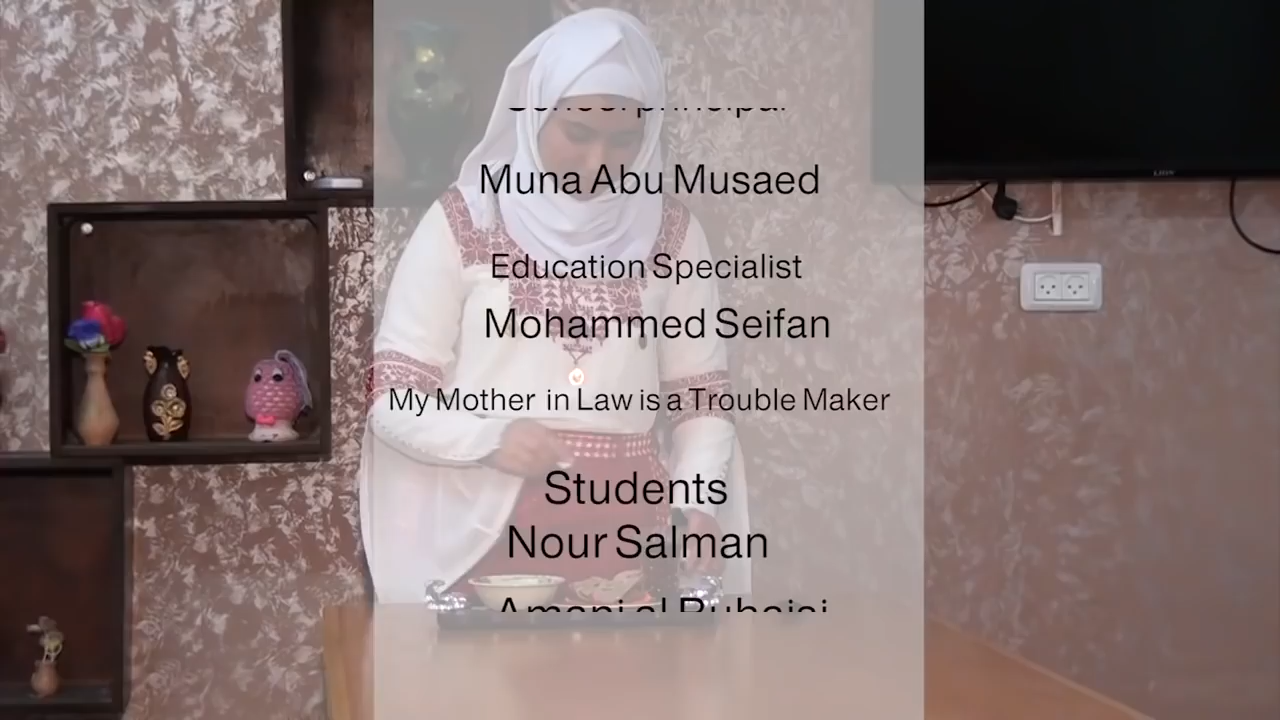 Muna Abu Musaed
Education Specialist
Mohammed Seifan
My Mother in Law is a Trouble Maker
Students
Nour Salman